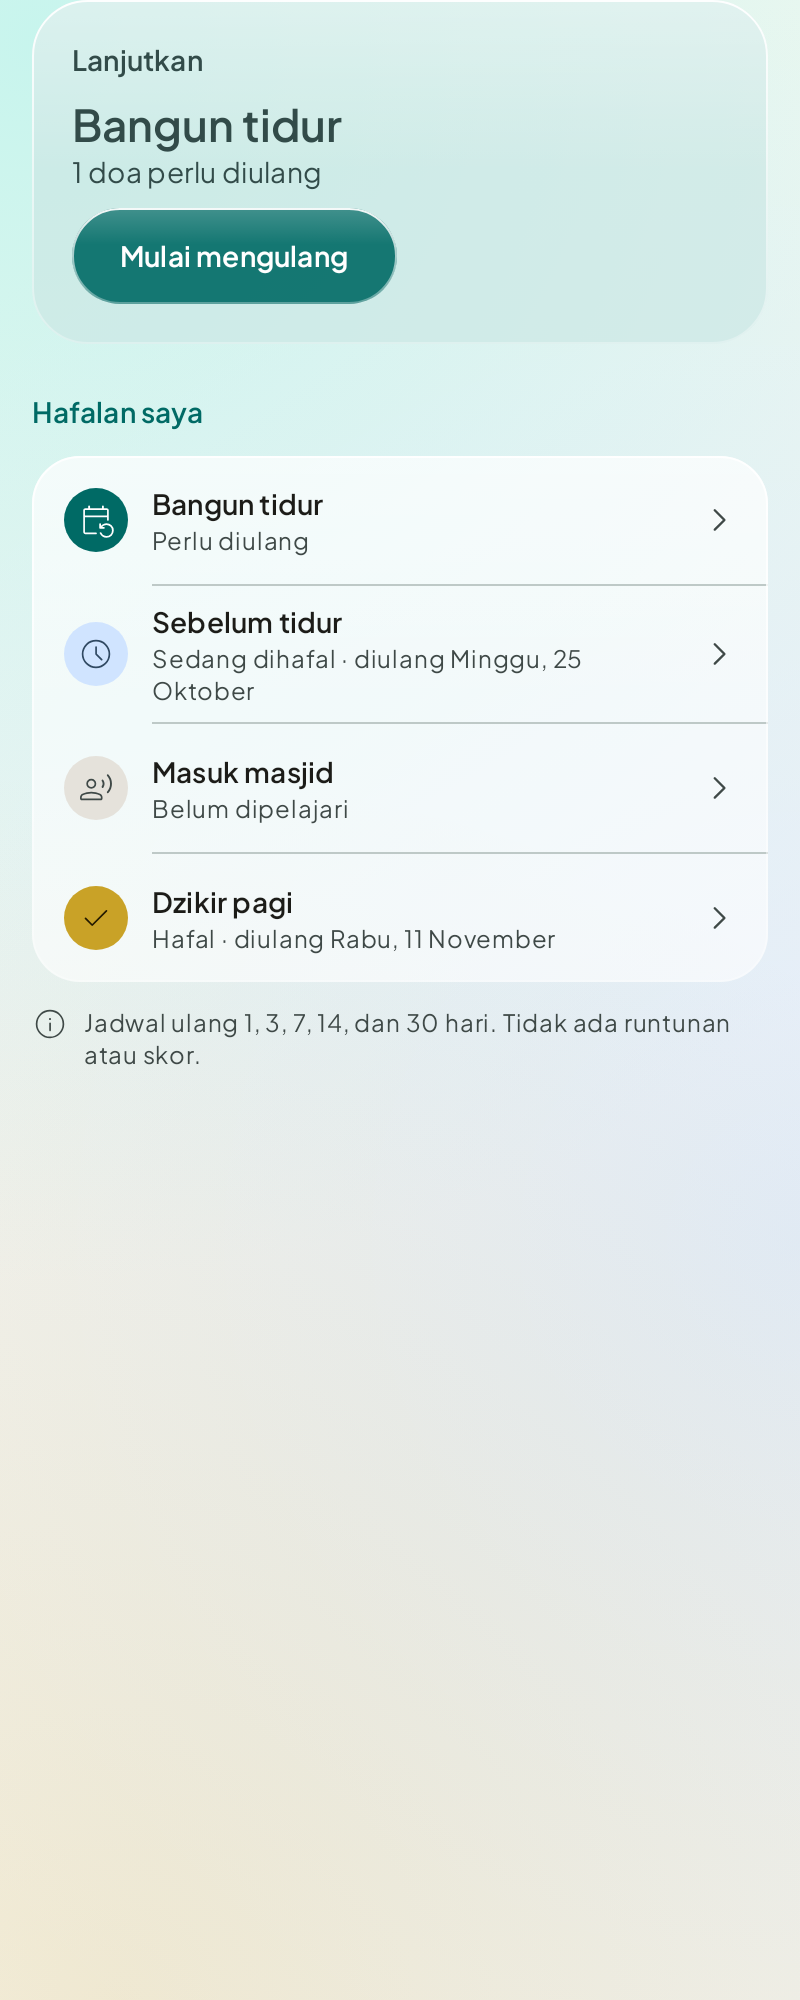 Lanjutkan
Bangun tidur
1 doa perlu diulang
Mulai mengulang
Hafalan saya
Bangun tidur
Perlu diulang
Sebelum tidur
Sedang dihafal · diulang Minggu, 25
Oktober
Masuk masjid
Belum dipelajari
Dzikir pagi
Hafal · diulang Rabu, 11 November
Jadwal ulang 1, 3, 7, 14, dan 30 hari. Tidak ada runtunan
atau skor.